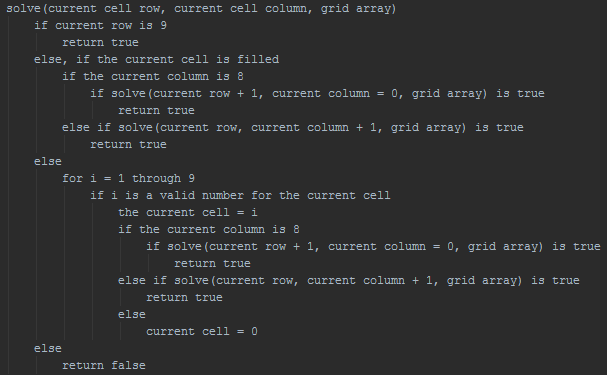 solve(current cell row, current cell column, grid array)
if current row is 9
return true
else, if the current cell is filled
if the current column is 8
if solve(current row + 1, current column = 0, grid array) is true
return true
else if solve(current row, current column + 1, grid array) is true
return true
else
for i = 1 through 9
if i is a valid number for the current cell
the current cell = i
if the current column is 8
if solve(current row + 1, current column = 0, grid array) is true
return true
else if solve(current row, current column + 1, grid array) is true
return true
else
current cell = 0
else
return false